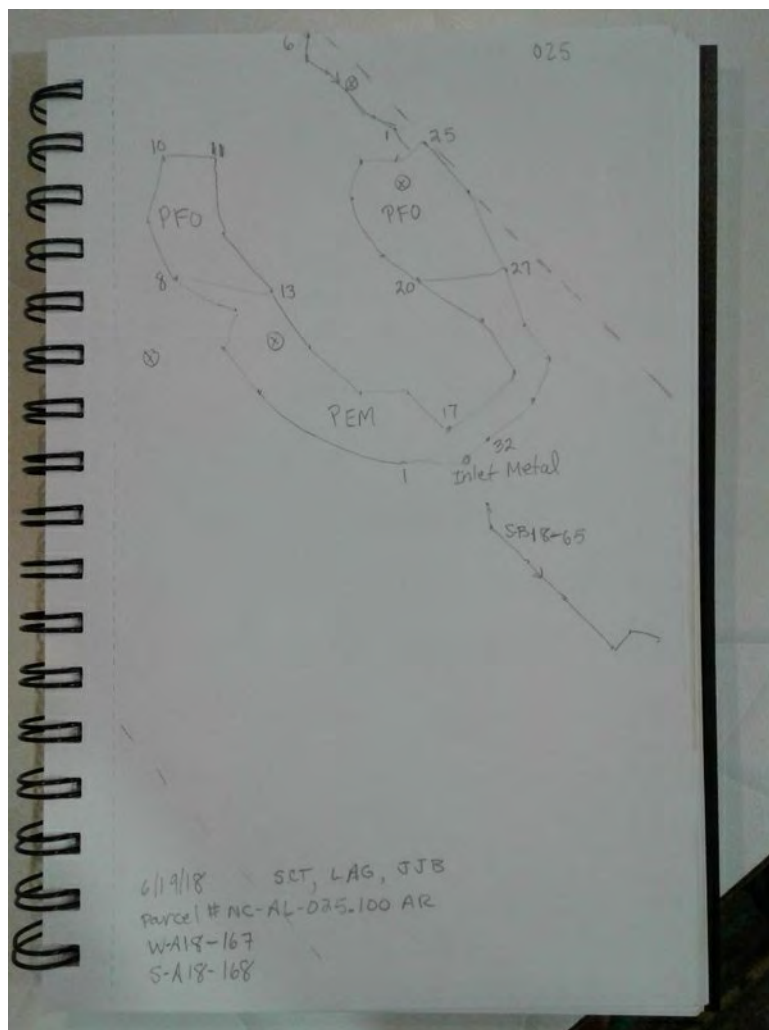 025
6
1
25
10
11
PFO
PFO
8
13
20
27
PEM
17
32
1
Inlet Metal
SB18-65
6/19/18 SCT, LAG, JJB
Parcel # NC-AL-025.100 AR
W-A18-167
S-A18-168